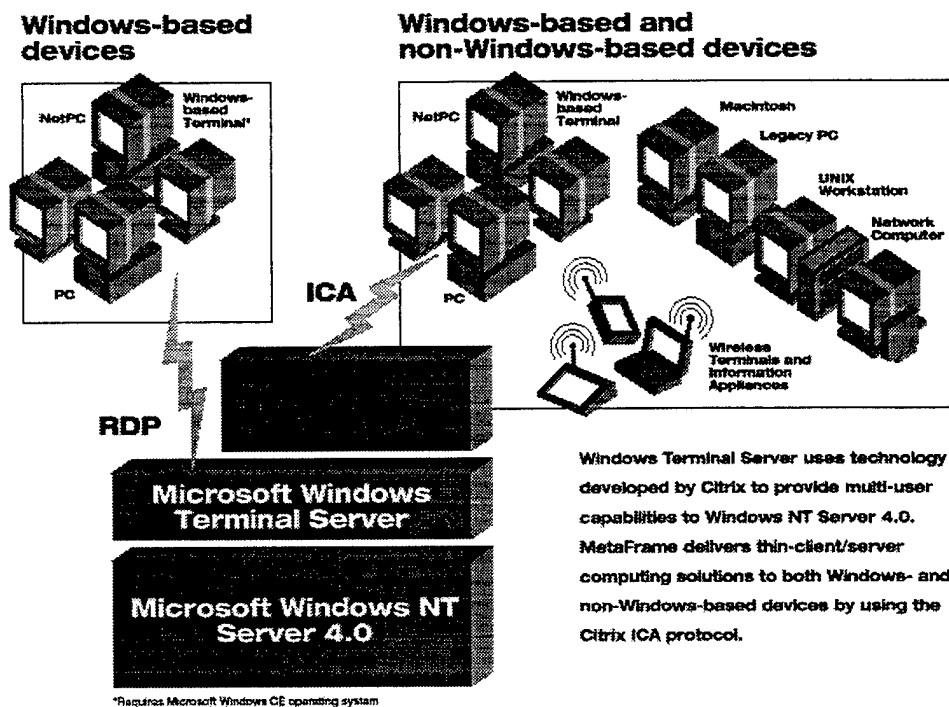 Windows-based
devices
Windows-based and
non-Windows-based devices
NetPC
Windows-
based
Terminal*
PC
NetPC
Windows-
based
Terminal
PC
Macintosh
Legacy PC
UNIX
Workstation
Network
Computer
Wireless
Terminals and
Information
Appliances
ICA
RDP
Microsoft Windows
Terminal Server
Microsoft Windows NT
Server 4.0
Windows Terminal Server uses technology
developed by Citrix to provide multi-user
capabilities to Windows NT Server 4.0.
MetaFrame delivers thin-client/server
computing solutions to both Windows- and
non-Windows-based devices by using the
Citrix ICA protocol.
*Requires Microsoft Windows CE operating system